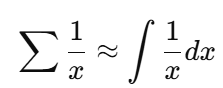 ∑ 1/x ≈ ∫ 1/x dx